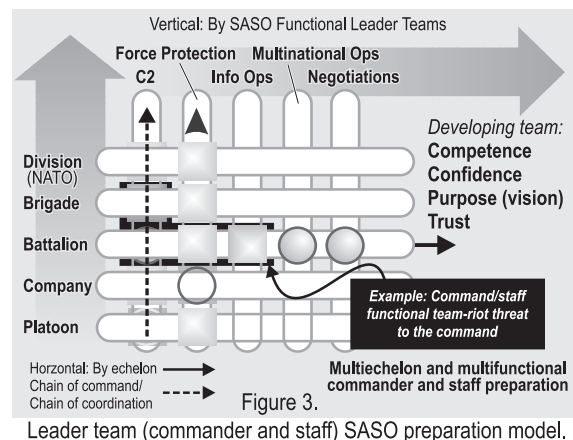 Vertical: By SASO Functional Leader Teams
Force Protection Multinational Ops
C2 Info Ops Negotiations
Developing team:
Competence
Confidence
Purpose (vision)
Trust
Division
(NATO)
Brigade
Battalion
Company
Platoon
Example: Command/staff
functional team-riot threat
to the command
Horzontal: By echelon
Chain of command/
Chain of coordination
Figure 3.
Multiechelon and multifunctional
commander and staff preparation
Leader team (commander and staff) SASO preparation model.